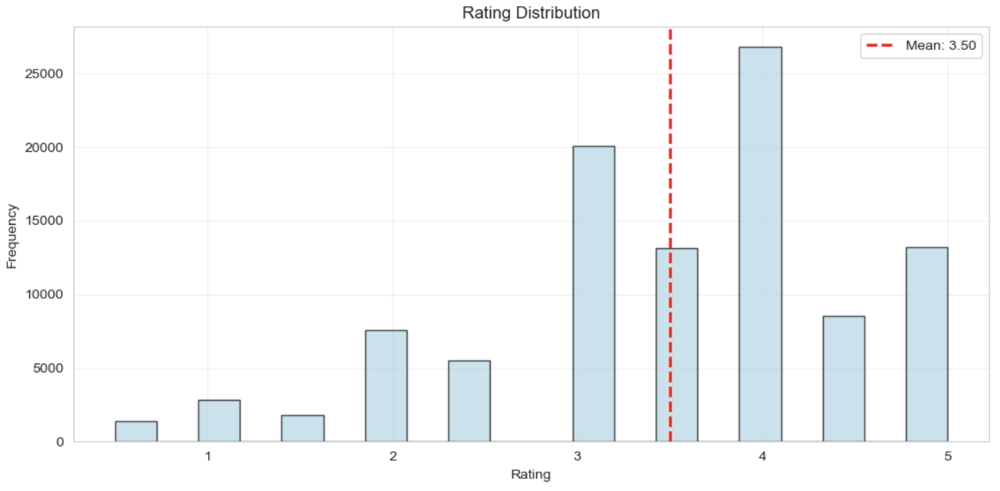 Rating Distribution
Mean: 3.50
25000
20000
15000
10000
5000
0
Frequency
1 2 3 4 5
Rating